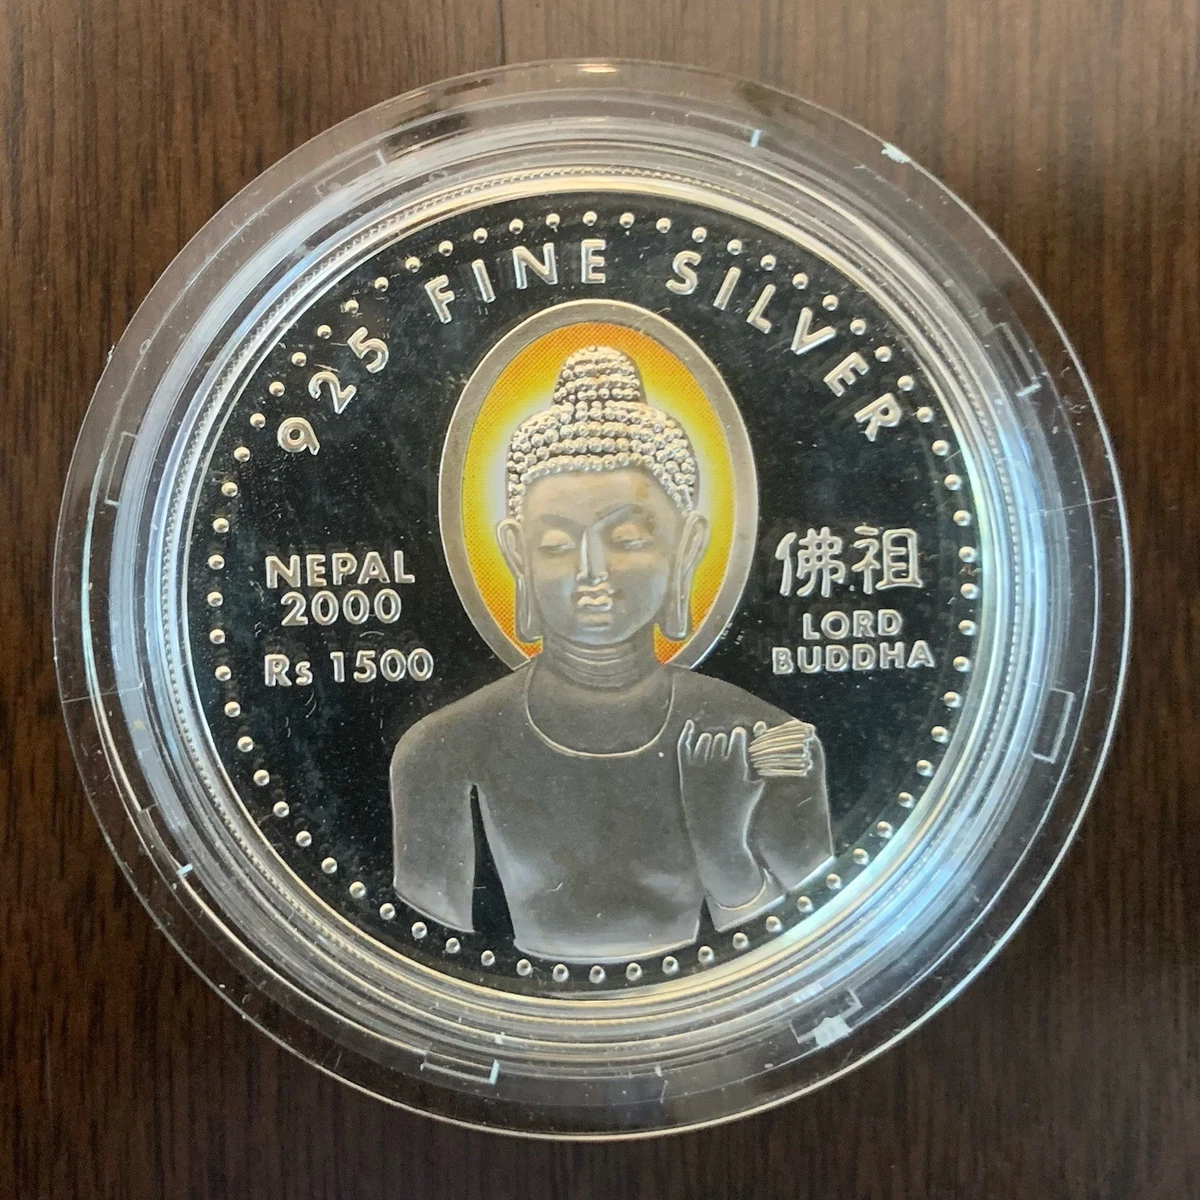 925 FINE SILVER
NEPAL
2000
Rs 1500
佛祖
LORD
BUDDHA